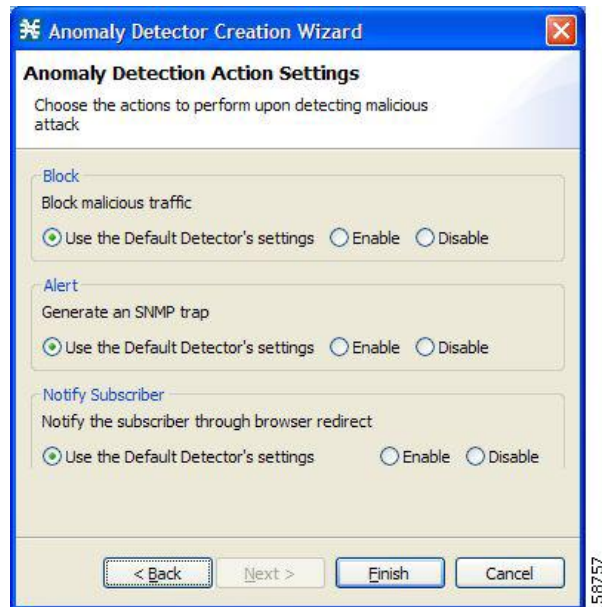 Anomaly Detector Creation Wizard
Anomaly Detection Action Settings
Choose the actions to perform upon detecting malicious
attack
Block
Block malicious traffic
Use the Default Detector's settings Enable Disable
Alert
Generate an SNMP trap
Use the Default Detector's settings Enable Disable
Notify Subscriber
Notify the subscriber through browser redirect
Use the Default Detector's settings Enable Disable
< Back Next > Finish Cancel
58757